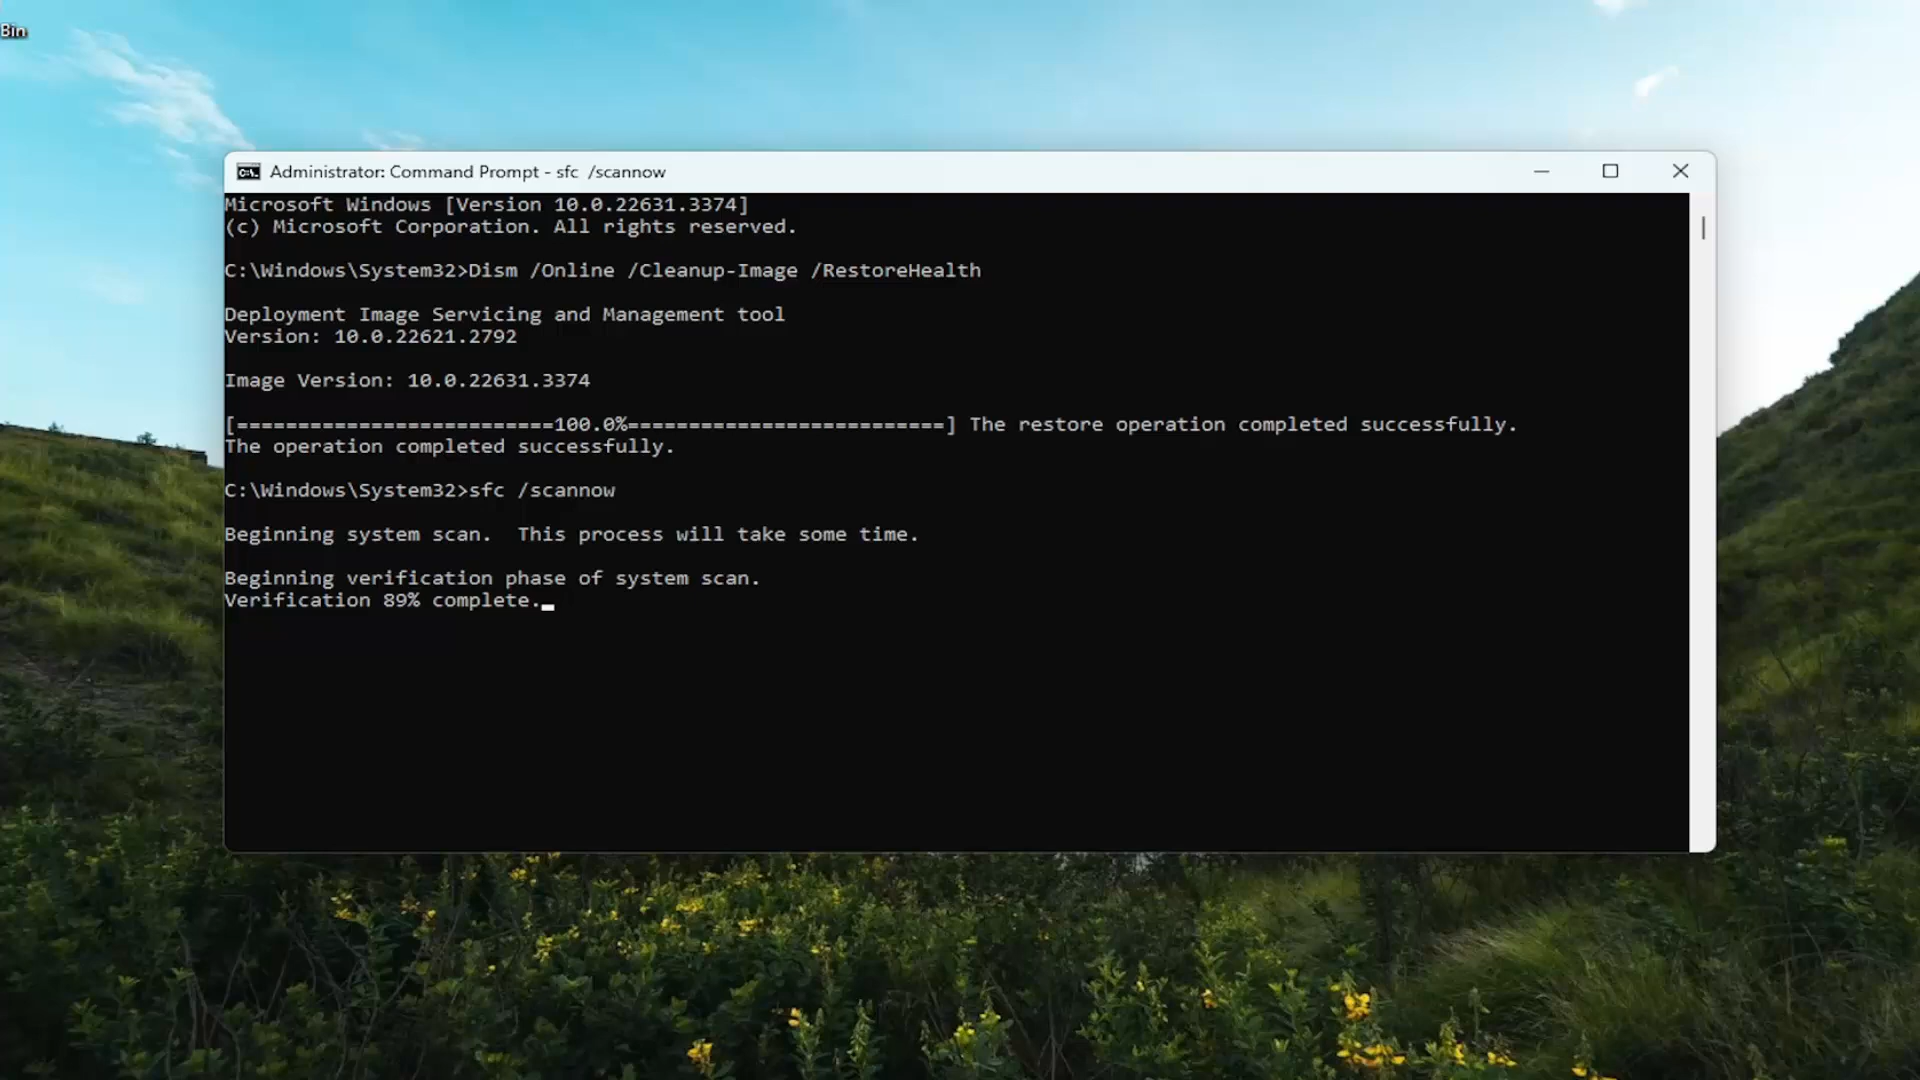 Bin
Administrator: Command Prompt - sfc  /scannow
Microsoft Windows [Version 10.0.22631.3374]
(c) Microsoft Corporation. All rights reserved.
C:\Windows\System32>Dism /Online /Cleanup-Image /RestoreHealth
Deployment Image Servicing and Management tool
Version: 10.0.22621.2792
Image Version: 10.0.22631.3374
[==========================100.0%==========================] The restore operation completed successfully.
The operation completed successfully.
C:\Windows\System32>sfc /scannow
Beginning system scan.  This process will take some time.
Beginning verification phase of system scan.
Verification 89% complete.